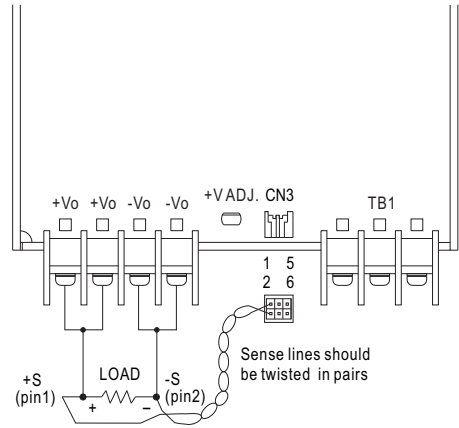 +Vo +Vo -Vo -Vo +V ADJ. CN3 TB1
1 5
2 6
Sense lines should
be twisted in pairs
+S
(pin1)
LOAD
-S
(pin2)
+ −